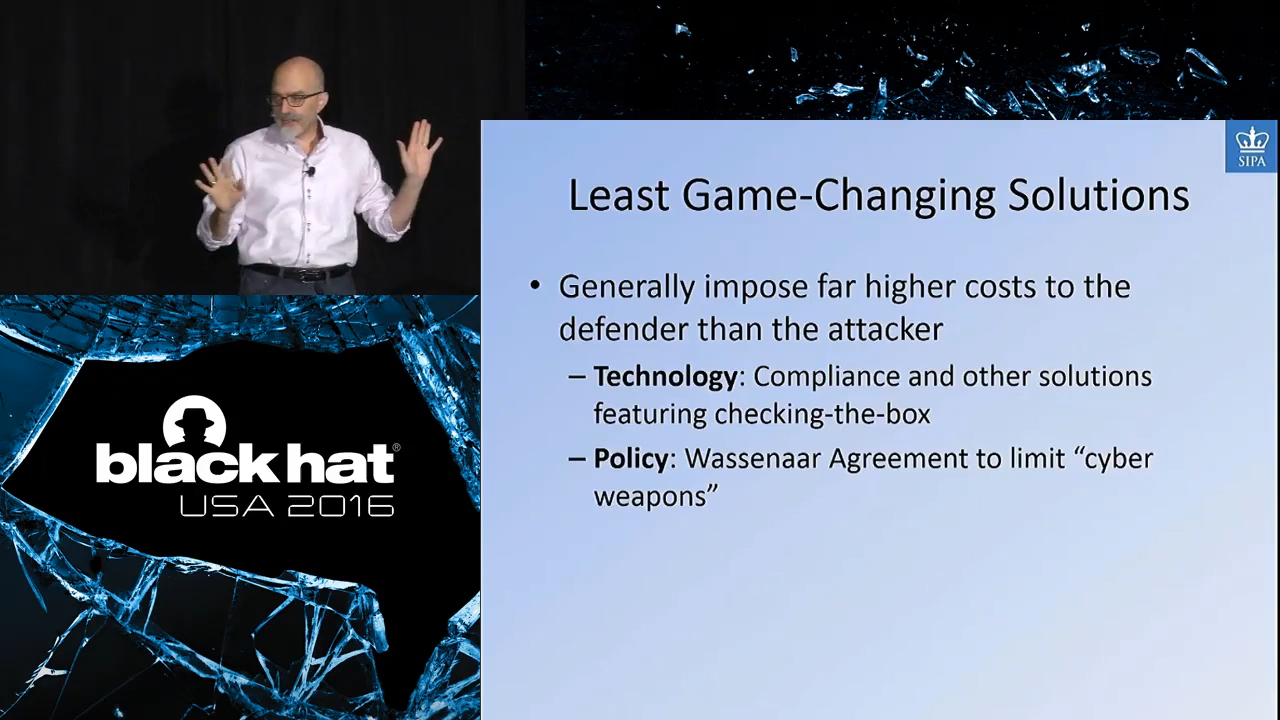 SIPA
Least Game-Changing Solutions
• Generally impose far higher costs to the
defender than the attacker
– Technology: Compliance and other solutions
featuring checking-the-box
– Policy: Wassenaar Agreement to limit “cyber
weapons”
black hat®
USA 2016